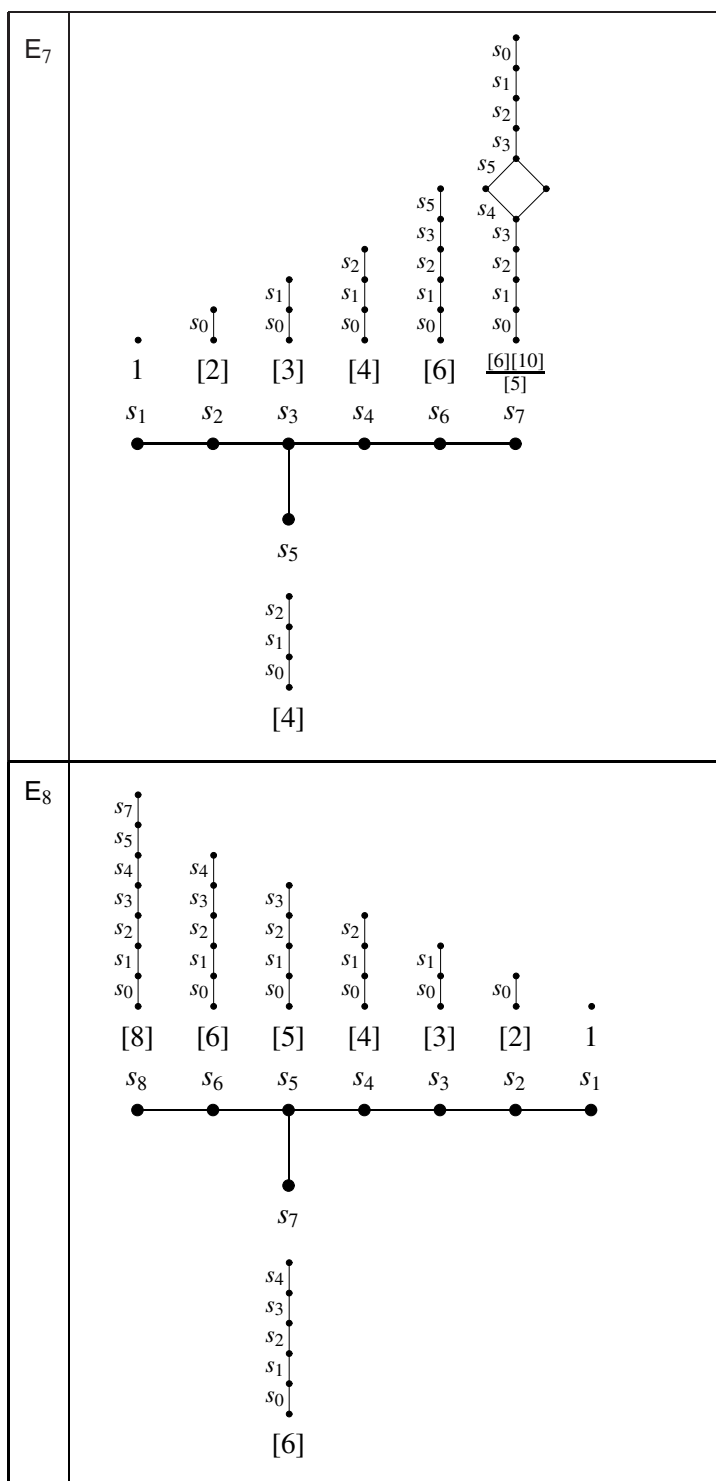 E₇
s₀
s₁
s₂
s₃
s₅
s₄
s₃
s₂
s₁
s₀
s₅
s₃
s₂
s₁
s₀
s₂
s₁
s₀
s₁
s₀
s₀
1 [2] [3] [4] [6] [6][10]/[5]
s₁ s₂ s₃ s₄ s₆ s₇
s₅
s₂
s₁
s₀
[4]
E₈
s₇
s₅
s₄
s₃
s₂
s₁
s₀
s₄
s₃
s₂
s₁
s₀
s₃
s₂
s₁
s₀
s₂
s₁
s₀
s₁
s₀
s₀
[8] [6] [5] [4] [3] [2] 1
s₈ s₆ s₅ s₄ s₃ s₂ s₁
s₇
s₄
s₃
s₂
s₁
s₀
[6]